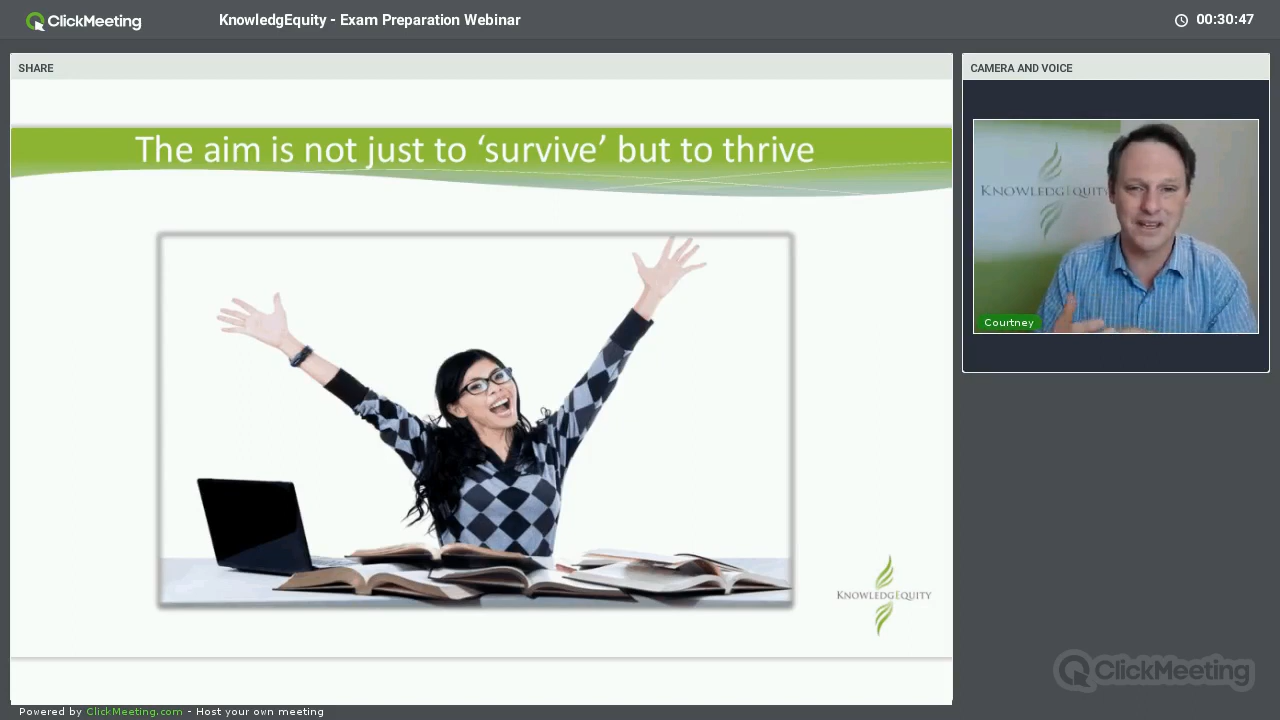 ClickMeeting
KnowledgEquity - Exam Preparation Webinar
00:30:47
SHARE
The aim is not just to ‘survive’ but to thrive
KNOWLEDGEQUITY
CAMERA AND VOICE
KNOWLEDGEQUITY
Courtney
ClickMeeting
Powered by ClickMeeting.com - Host your own meeting